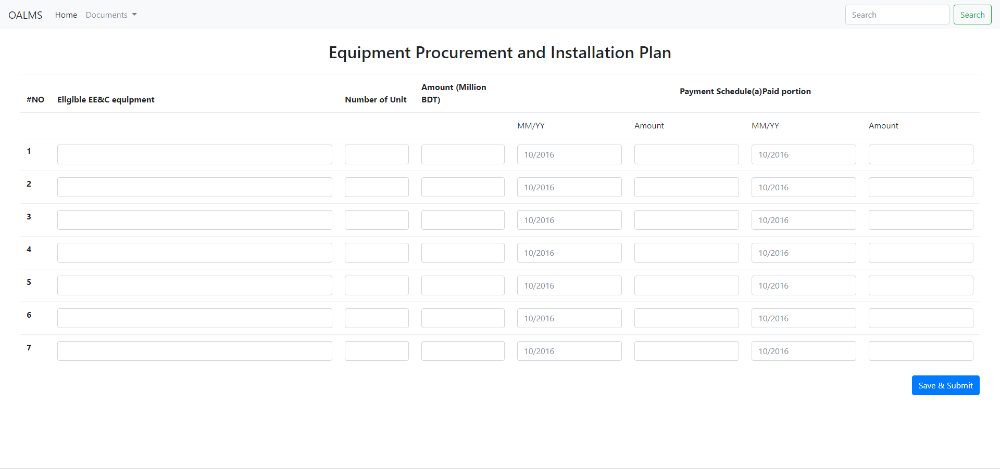 OALMS Home Documents Search Search
Equipment Procurement and Installation Plan
#NO Eligible EE&C equipment Number of Unit Amount (Million BDT) Payment Schedule(a)Paid portion
MM/YY Amount MM/YY Amount
1 10/2016 10/2016
2 10/2016 10/2016
3 10/2016 10/2016
4 10/2016 10/2016
5 10/2016 10/2016
6 10/2016 10/2016
7 10/2016 10/2016
Save & Submit